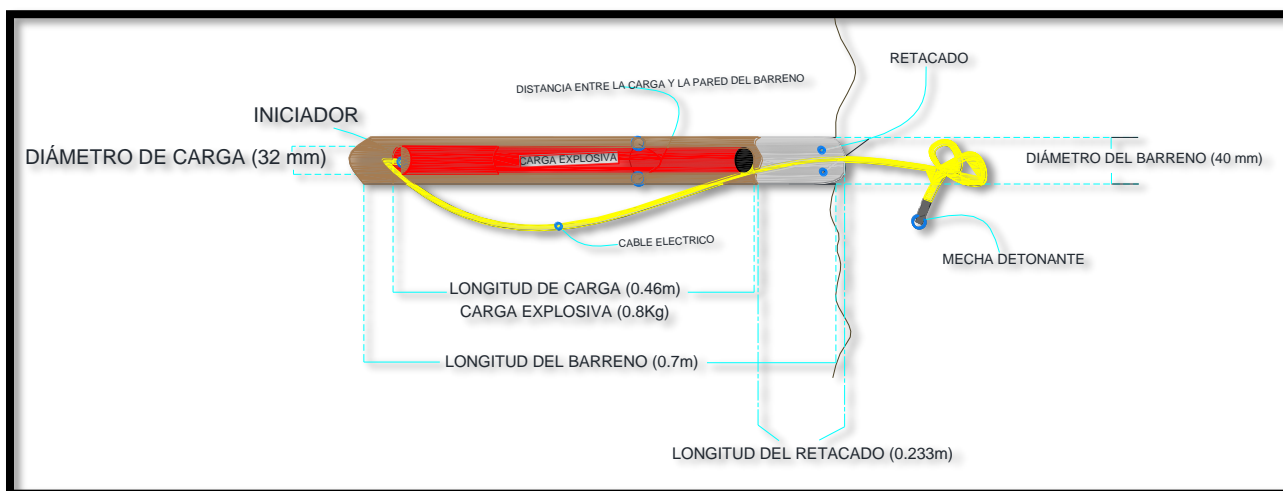 RETACADO
DISTANCIA ENTRE LA CARGA Y LA PARED DEL BARRENO
INICIADOR
DIÁMETRO DE CARGA (32 mm)
CARGA EXPLOSIVA
DIÁMETRO DEL BARRENO (40 mm)
CABLE ELECTRICO
MECHA DETONANTE
LONGITUD DE CARGA (0.46m)
CARGA EXPLOSIVA (0.8Kg)
LONGITUD DEL BARRENO (0.7m)
LONGITUD DEL RETACADO (0.233m)